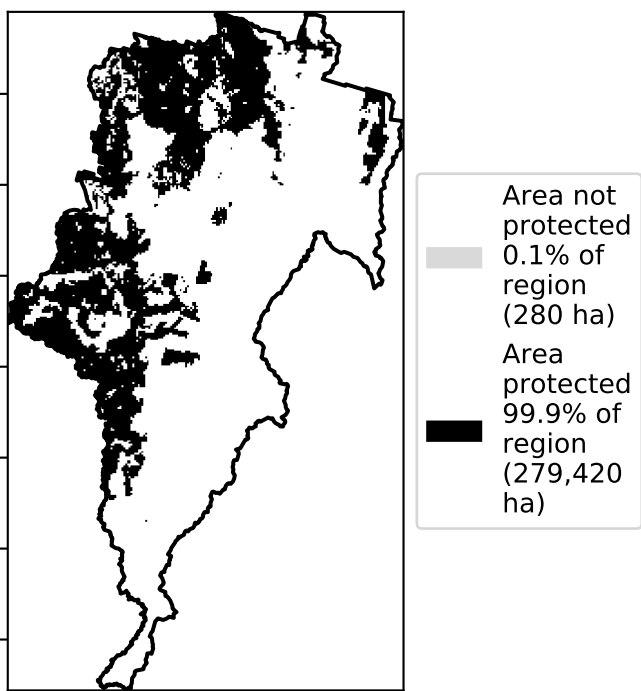 Area not
protected
0.1% of
region
(280 ha)
Area
protected
99.9% of
region
(279,420
ha)